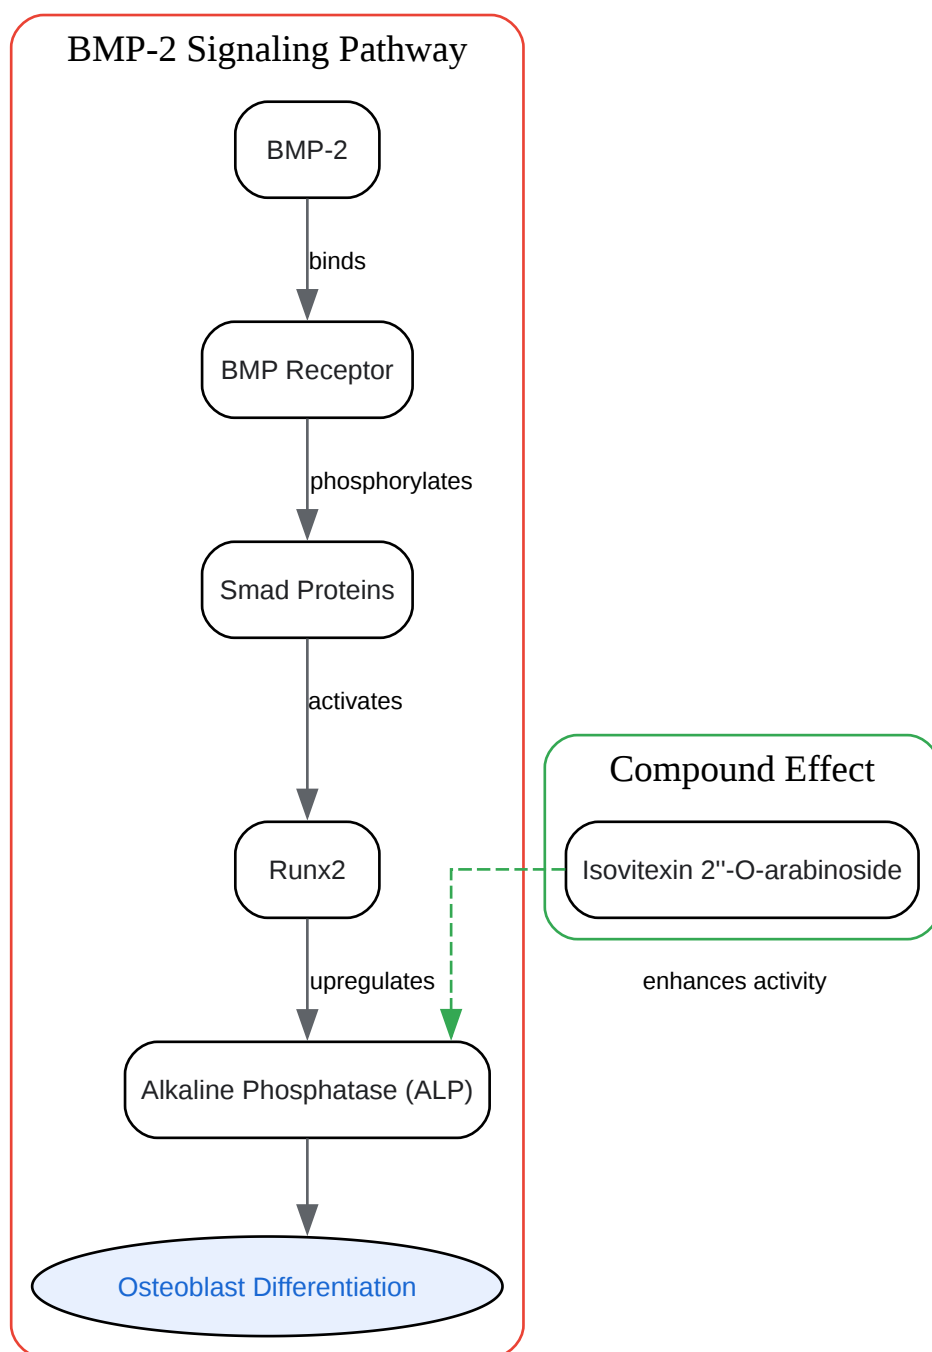 BMP-2 Signaling Pathway
BMP-2
binds
BMP Receptor
phosphorylates
Smad Proteins
activates
Compound Effect
Runx2
Isovitexin 2''-O-arabinoside
upregulates
enhances activity
Alkaline Phosphatase (ALP)
Osteoblast Differentiation